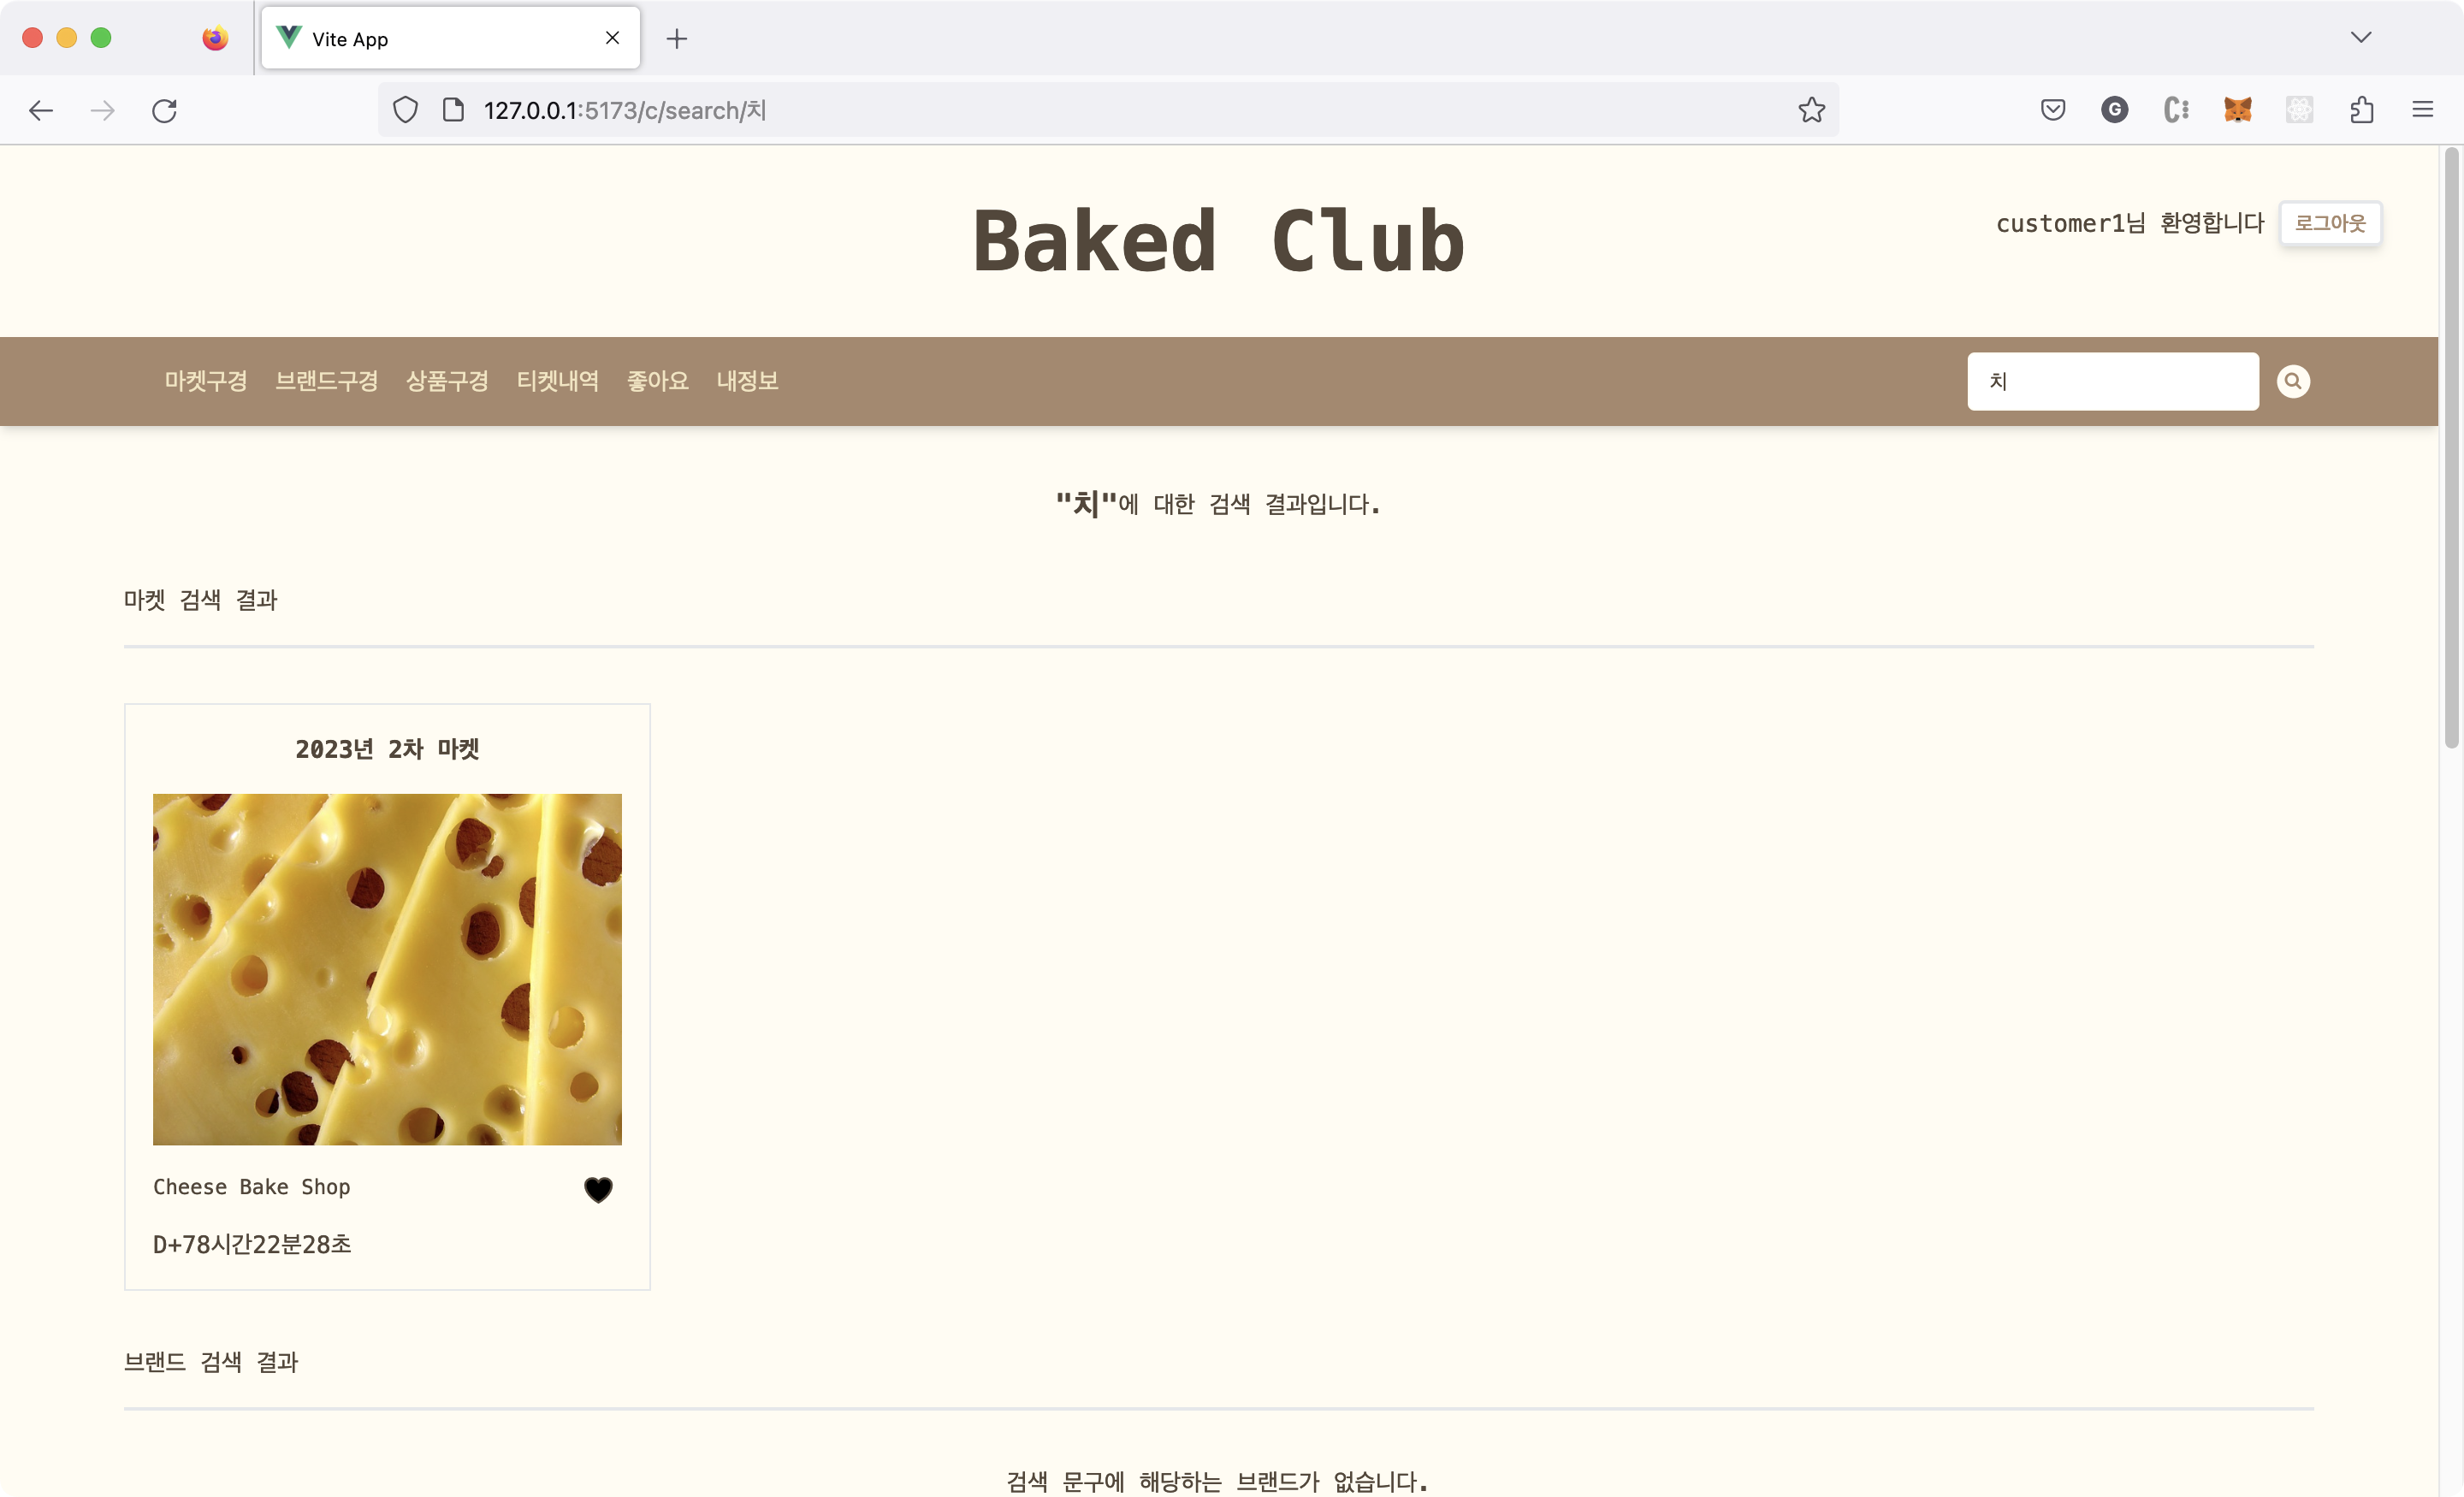 Vite App
127.0.0.1:5173/c/search/치
G
Baked Club
customer1님 환영합니다 로그아웃
마켓구경 브랜드구경 상품구경 티켓내역 좋아요 내정보 치
"치"에 대한 검색 결과입니다.
마켓 검색 결과
2023년 2차 마켓
Cheese Bake Shop
D+78시간22분28초
브랜드 검색 결과
검색 문구에 해당하는 브랜드가 없습니다.